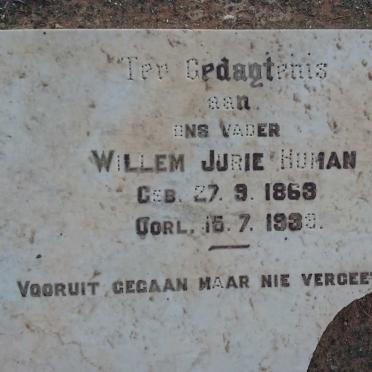 Ter Gedagtenis
aan
ONS VADER
WILLEM JURIE HUMAN
GEB. 27. 9. 1868
OORL. 15. 7.
VOORUIT GEGAAN MAAR NIE VERGEET